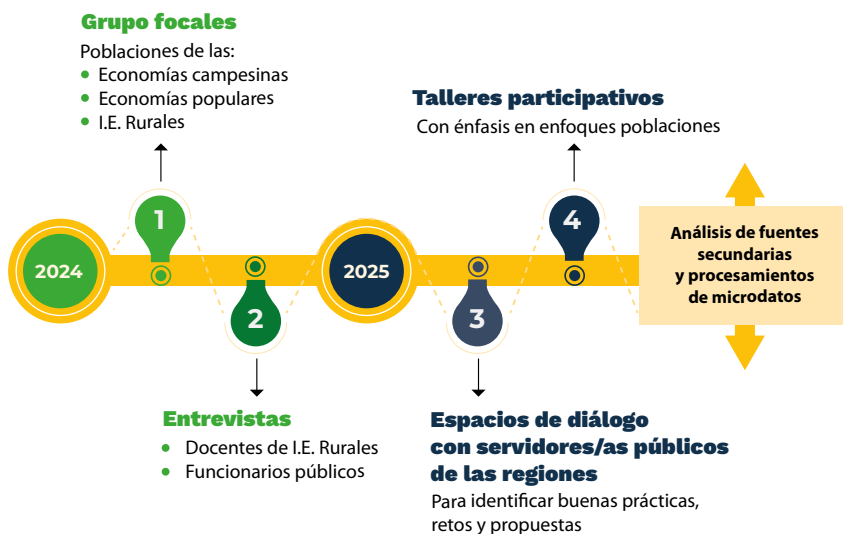 Grupo focales
Poblaciones de las:
• Economías campesinas
• Economías populares
• I.E. Rurales
Talleres participativos
Con énfasis en enfoques poblaciones
1
4
2024
2025
Análisis de fuentes
secundarias
y procesamientos
de microdatos
2
3
Entrevistas
• Docentes de I.E. Rurales
• Funcionarios públicos
Espacios de diálogo
con servidores/as públicos
de las regiones
Para identificar buenas prácticas,
retos y propuestas